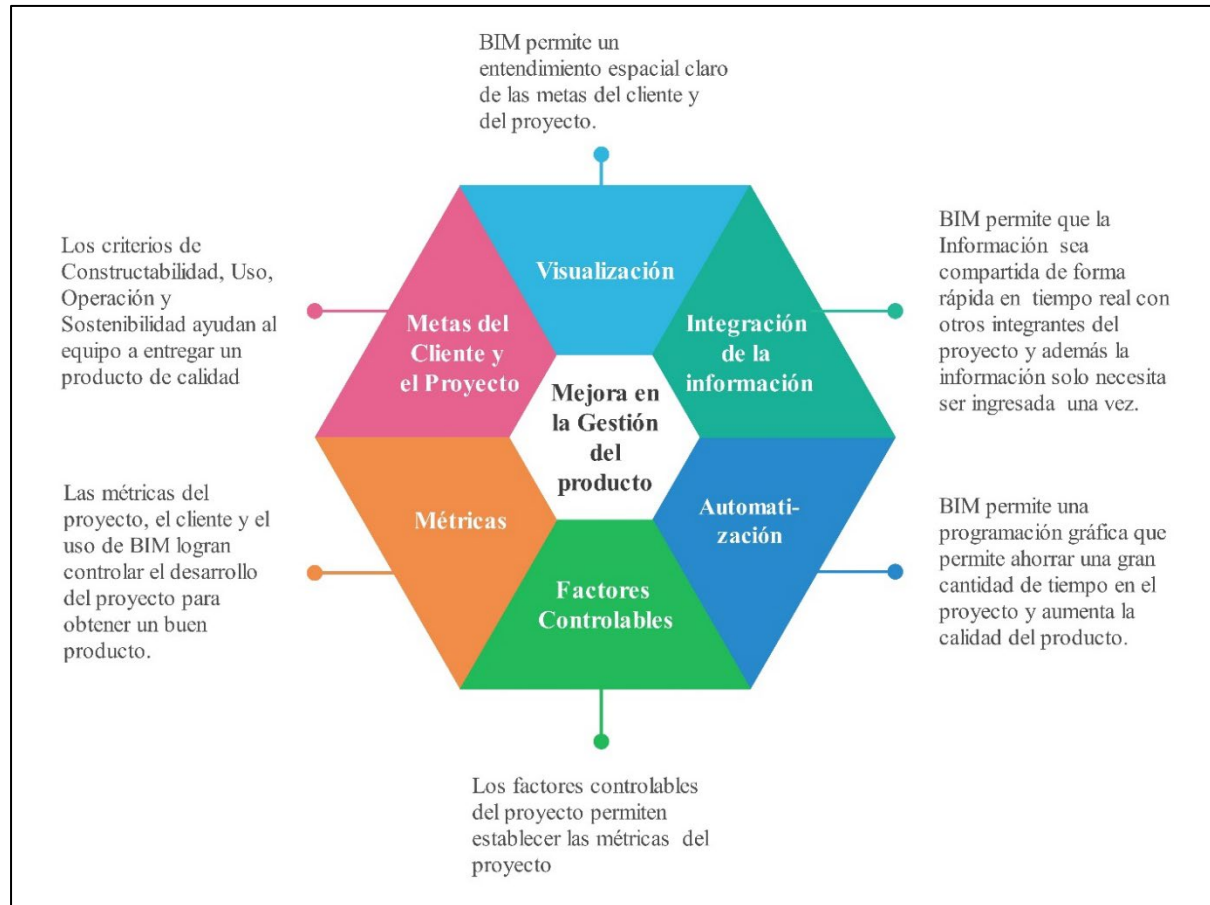 BIM permite un
entendimiento espacial claro
de las metas del cliente y
del proyecto.
Visualización
BIM permite que la
Información sea
compartida de forma
rápida en tiempo real con
otros integrantes del
proyecto y además la
información solo necesita
ser ingresada una vez.
Integración
de la
información
BIM permite una
programación gráfica que
permite ahorrar una gran
cantidad de tiempo en el
proyecto y aumenta la
calidad del producto.
Automati-
zación
Factores
Controlables
Los factores controlables
del proyecto permiten
establecer las métricas del
proyecto
Métricas
Las métricas del
proyecto, el cliente y el
uso de BIM logran
controlar el desarrollo
del proyecto para
obtener un buen
producto.
Metas del
Cliente y
el Proyecto
Los criterios de
Constructabilidad, Uso,
Operación y
Sostenibilidad ayudan al
equipo a entregar un
producto de calidad
Mejora en
la Gestión
del
producto